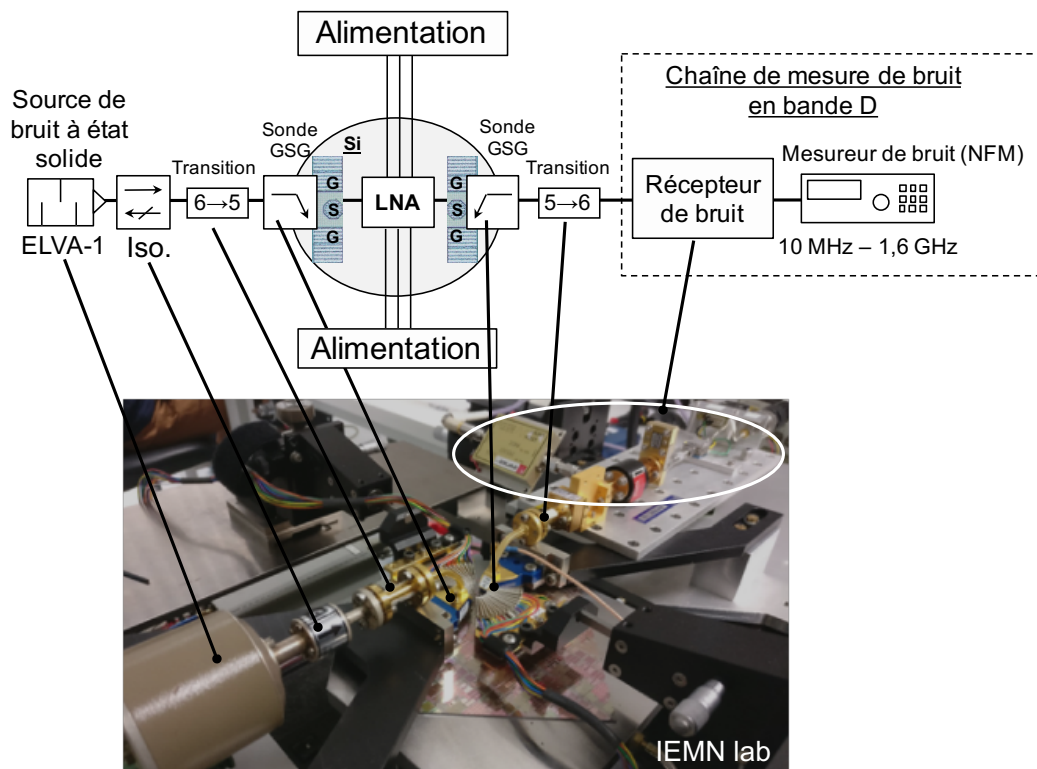 Alimentation
Source de
bruit à état
solide
ELVA-1
Iso.
Transition
6→5
Sonde
GSG
Si
G
S
G
LNA
G
S
G
Sonde
GSG
Transition
5→6
Alimentation
Chaîne de mesure de bruit
en bande D
Récepteur
de bruit
Mesureur de bruit (NFM)
10 MHz – 1,6 GHz
IEMN lab